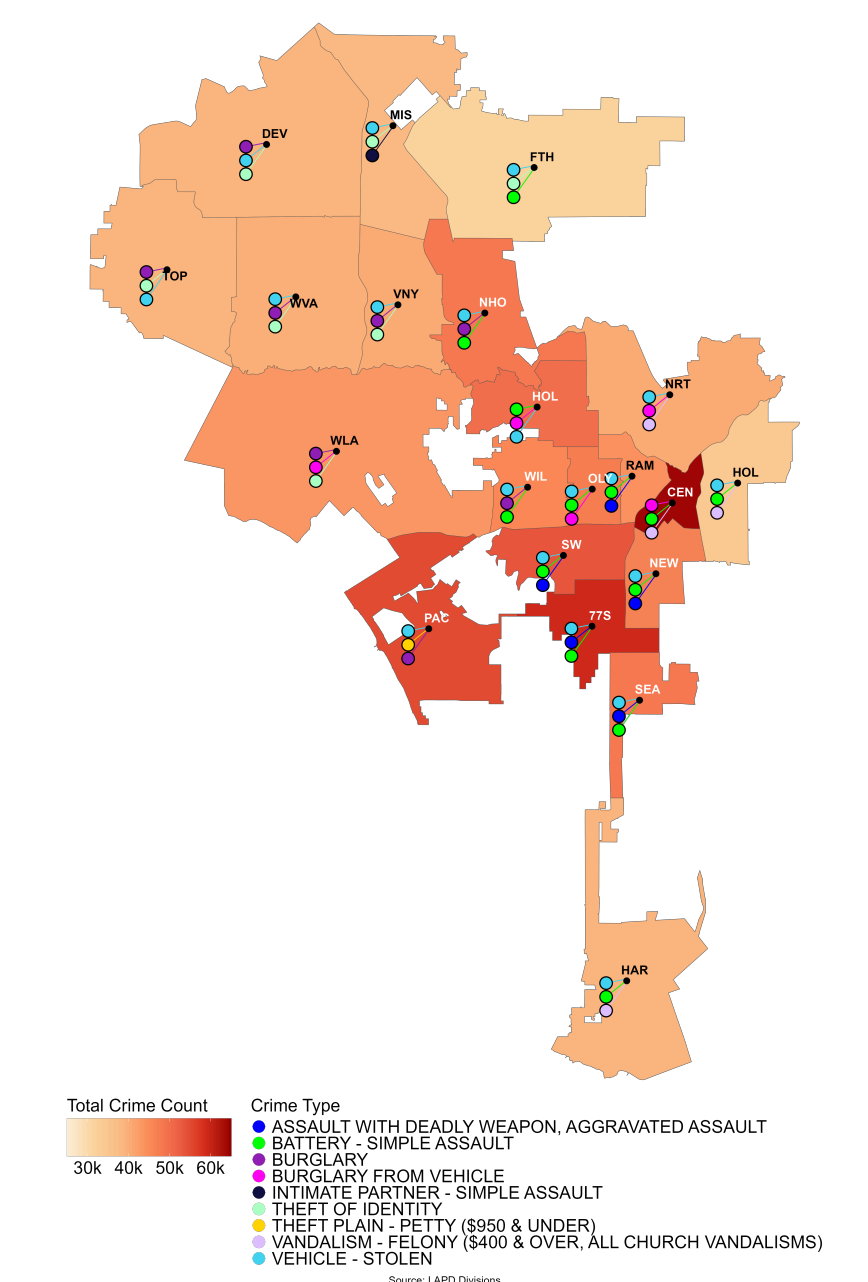 MIS
DEV
FTH
TOP
WVA
VNY
NHO
NRT
HOL
WLA
RAM
HOL
WIL
OLY
CEN
SW
NEW
77S
PAC
SEA
HAR
Total Crime Count
30k 40k 50k 60k
Crime Type
ASSAULT WITH DEADLY WEAPON, AGGRAVATED ASSAULT
BATTERY - SIMPLE ASSAULT
BURGLARY
BURGLARY FROM VEHICLE
INTIMATE PARTNER - SIMPLE ASSAULT
THEFT OF IDENTITY
THEFT PLAIN - PETTY ($950 & UNDER)
VANDALISM - FELONY ($400 & OVER, ALL CHURCH VANDALISMS)
VEHICLE - STOLEN
Source: LAPD Divisions